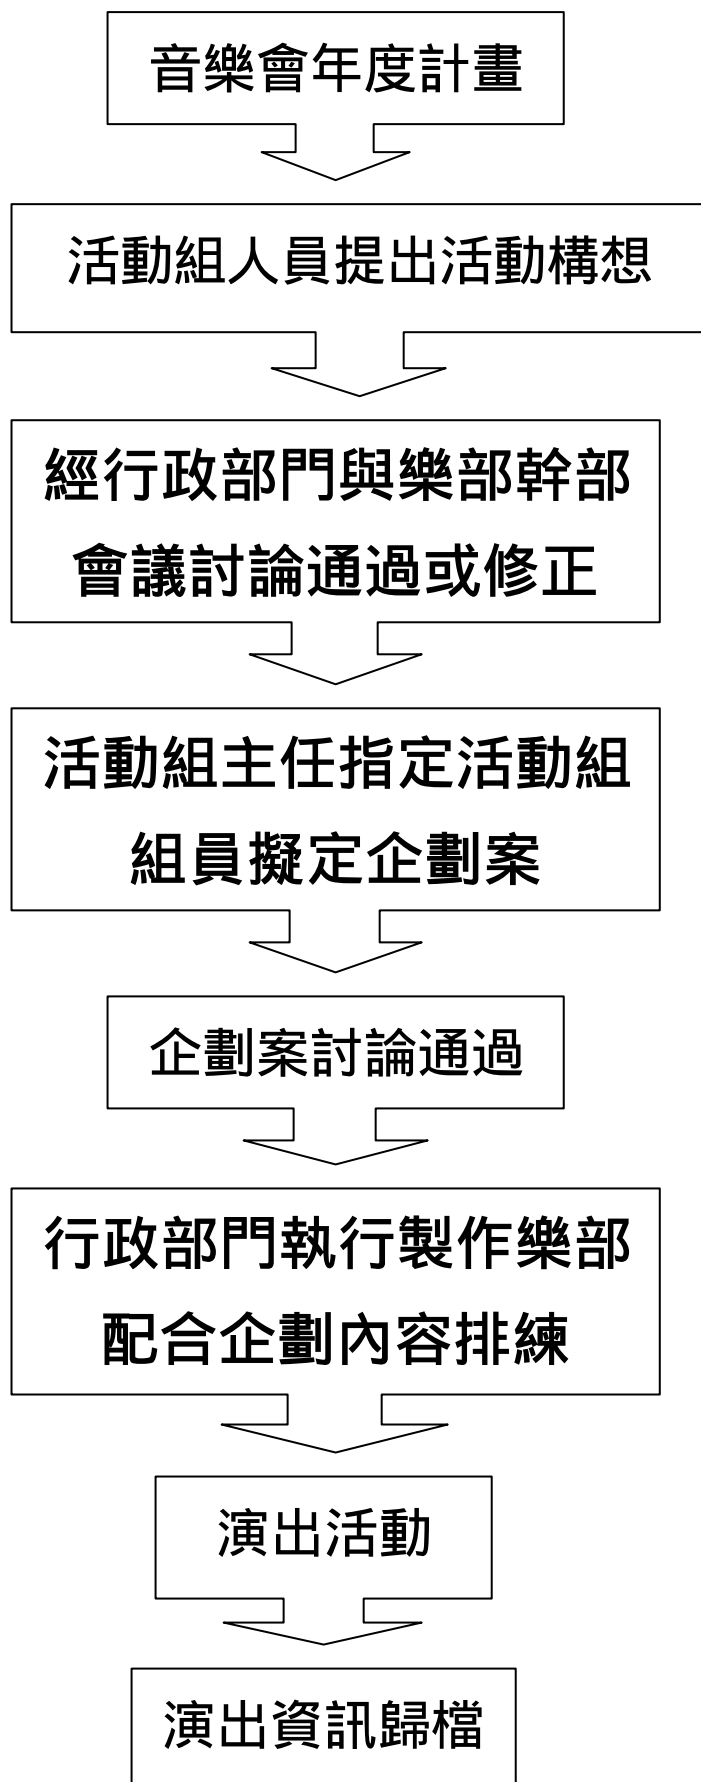 音樂會年度計畫
活動組人員提出活動構想
經行政部門與樂部幹部
會議討論通過或修正
活動組主任指定活動組
組員擬定企劃案
企劃案討論通過
行政部門執行製作樂部
配合企劃內容排練
演出活動
演出資訊歸檔